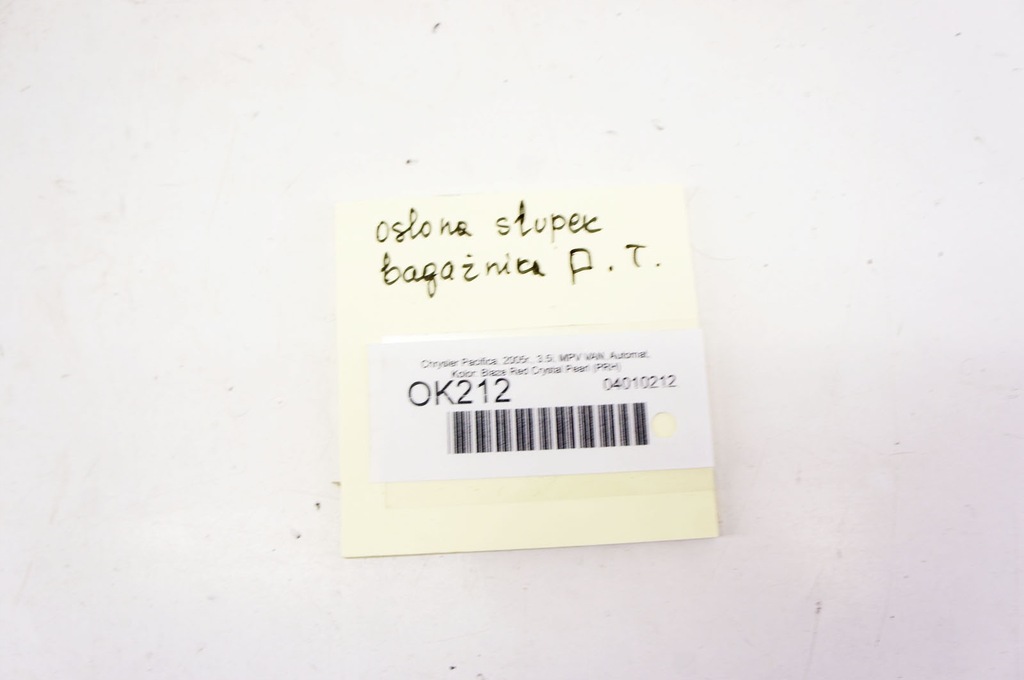 osłona słupek
bagażnika P. T.
Chrysler Pacifica, 2005r., 3.5i, MPV VAN, Automat,
Kolor: Blaze Red Crystal Pearl (PRH)
OK212
04010212